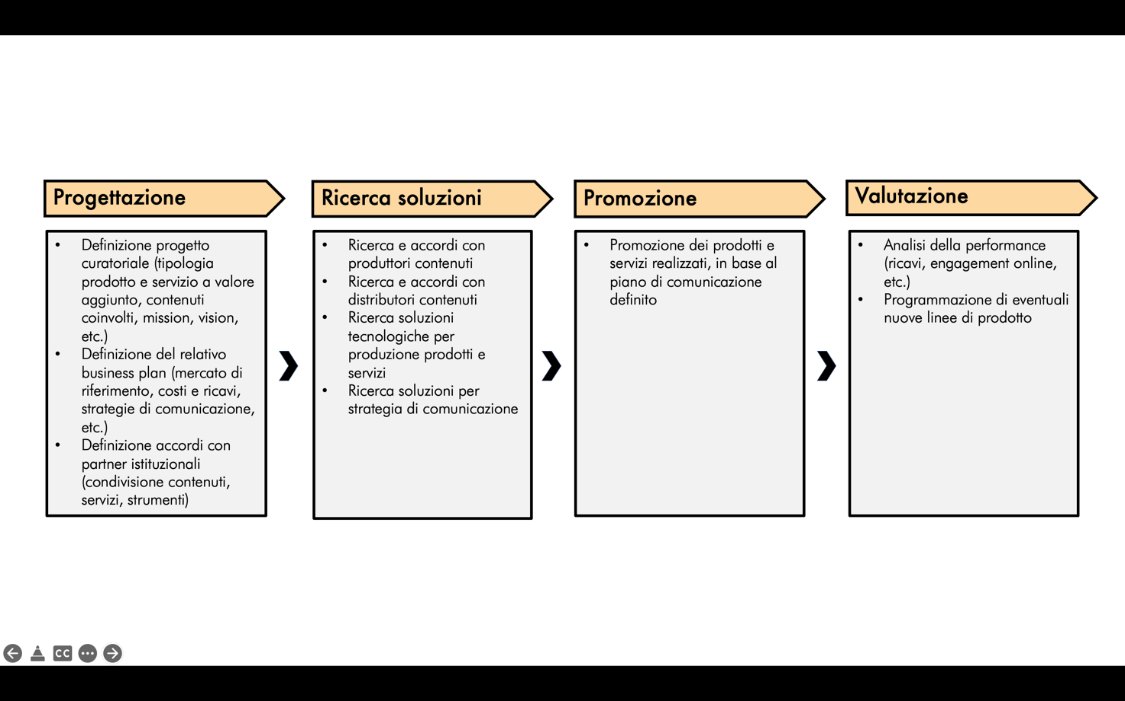 Progettazione
• Definizione progetto
curatoriale (tipologia
prodotto e servizio a valore
aggiunto, contenuti
coinvolti, mission, vision,
etc.)
• Definizione del relativo
business plan (mercato di
riferimento, costi e ricavi,
strategie di comunicazione,
etc.)
• Definizione accordi con
partner istituzionali
(condivisione contenuti,
servizi, strumenti)
Ricerca soluzioni
• Ricerca e accordi con
produttori contenuti
• Ricerca e accordi con
distributori contenuti
• Ricerca soluzioni
tecnologiche per
produzione prodotti e
servizi
• Ricerca soluzioni per
strategia di comunicazione
Promozione
• Promozione dei prodotti e
servizi realizzati, in base al
piano di comunicazione
definito
Valutazione
• Analisi della performance
(ricavi, engagement online,
etc.)
• Programmazione di eventuali
nuove linee di prodotto
CC